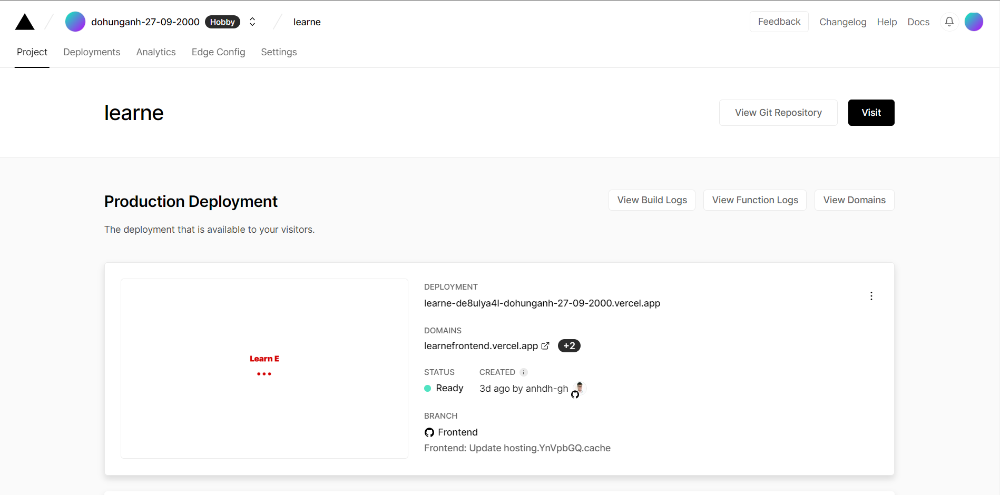 dohunganh-27-09-2000 Hobby learne Feedback Changelog Help Docs
Project Deployments Analytics Edge Config Settings
learne View Git Repository Visit
Production Deployment View Build Logs View Function Logs View Domains
The deployment that is available to your visitors.
Learn E
DEPLOYMENT
learne-de8ulya4l-dohunganh-27-09-2000.vercel.app
DOMAINS
learnefrontend.vercel.app +2
STATUS CREATED
Ready 3d ago by anhdh-gh
BRANCH
Frontend
Frontend: Update hosting.YnVpbGQ.cache